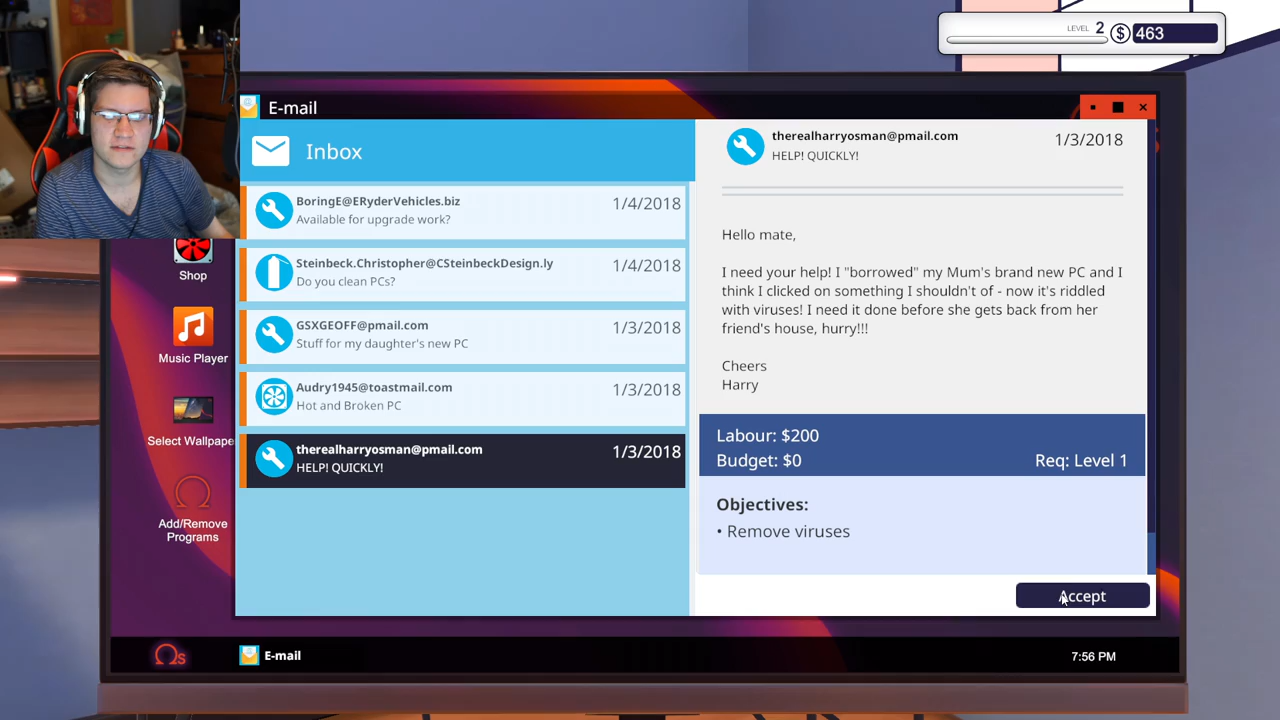 LEVEL 2 $ 463
E-mail
Inbox
BoringE@ERyderVehicles.biz 1/4/2018
Available for upgrade work?
Steinbeck.Christopher@CSteinbeckDesign.ly 1/4/2018
Do you clean PCs?
GSXGEOFF@pmail.com 1/3/2018
Stuff for my daughter's new PC
Audry1945@toastmail.com 1/3/2018
Hot and Broken PC
therealharryosman@pmail.com 1/3/2018
HELP! QUICKLY!
therealharryosman@pmail.com 1/3/2018
HELP! QUICKLY!
Hello mate,
I need your help! I "borrowed" my Mum's brand new PC and I
think I clicked on something I shouldn't of - now it's riddled
with viruses! I need it done before she gets back from her
friend's house, hurry!!!
Cheers
Harry
Labour: $200
Budget: $0 Req: Level 1
Objectives:
• Remove viruses
Accept
Shop
Music Player
Select Wallpape
Add/Remove
Programs
Ωs E-mail 7:56 PM